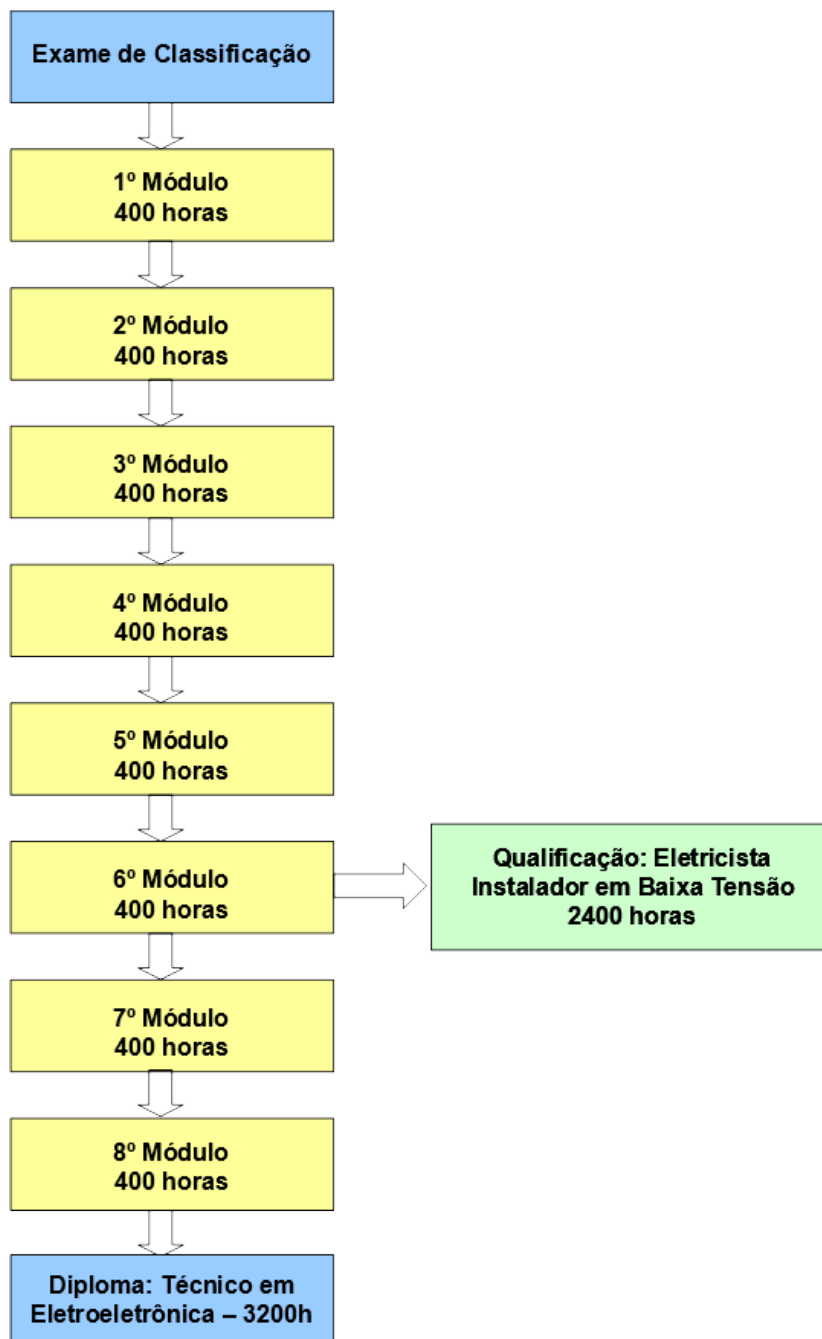 Exame de Classificação
1º Módulo
400 horas
2º Módulo
400 horas
3º Módulo
400 horas
4º Módulo
400 horas
5º Módulo
400 horas
6º Módulo
400 horas
Qualificação: Eletricista
Instalador em Baixa Tensão
2400 horas
7º Módulo
400 horas
8º Módulo
400 horas
Diploma: Técnico em
Eletroeletrônica – 3200h